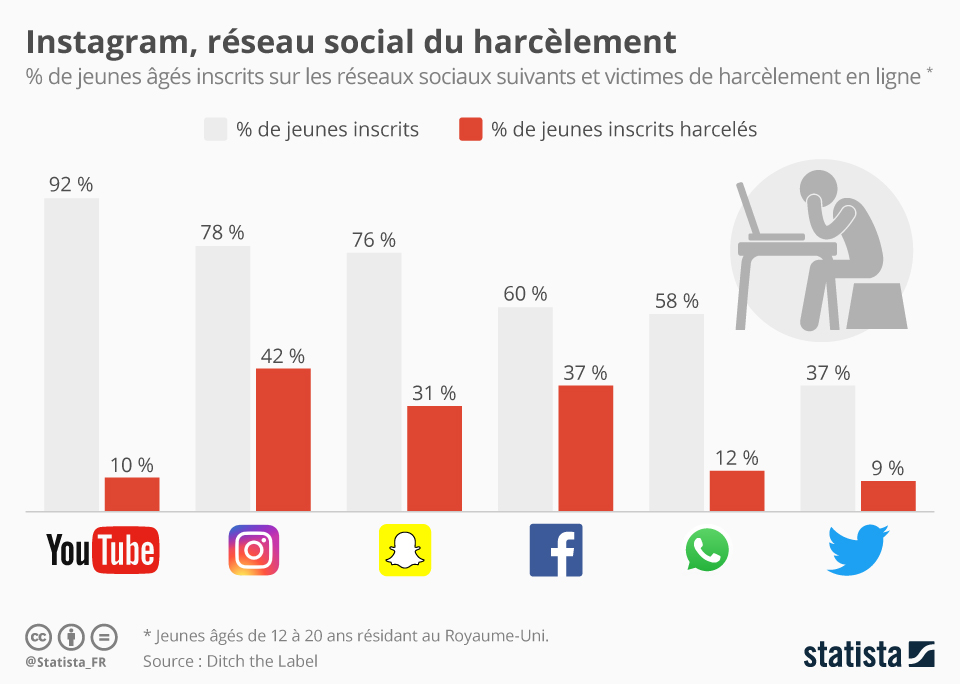 Instagram, réseau social du harcèlement
% de jeunes âgés inscrits sur les réseaux sociaux suivants et victimes de harcèlement en ligne *
% de jeunes inscrits
% de jeunes inscrits harcelés
92 %
10 %
78 %
42 %
76 %
31 %
60 %
37 %
58 %
12 %
37 %
9 %
YouTube
f
cc
=
@Statista_FR
* Jeunes âgés de 12 à 20 ans résidant au Royaume-Uni.
Source : Ditch the Label
statista